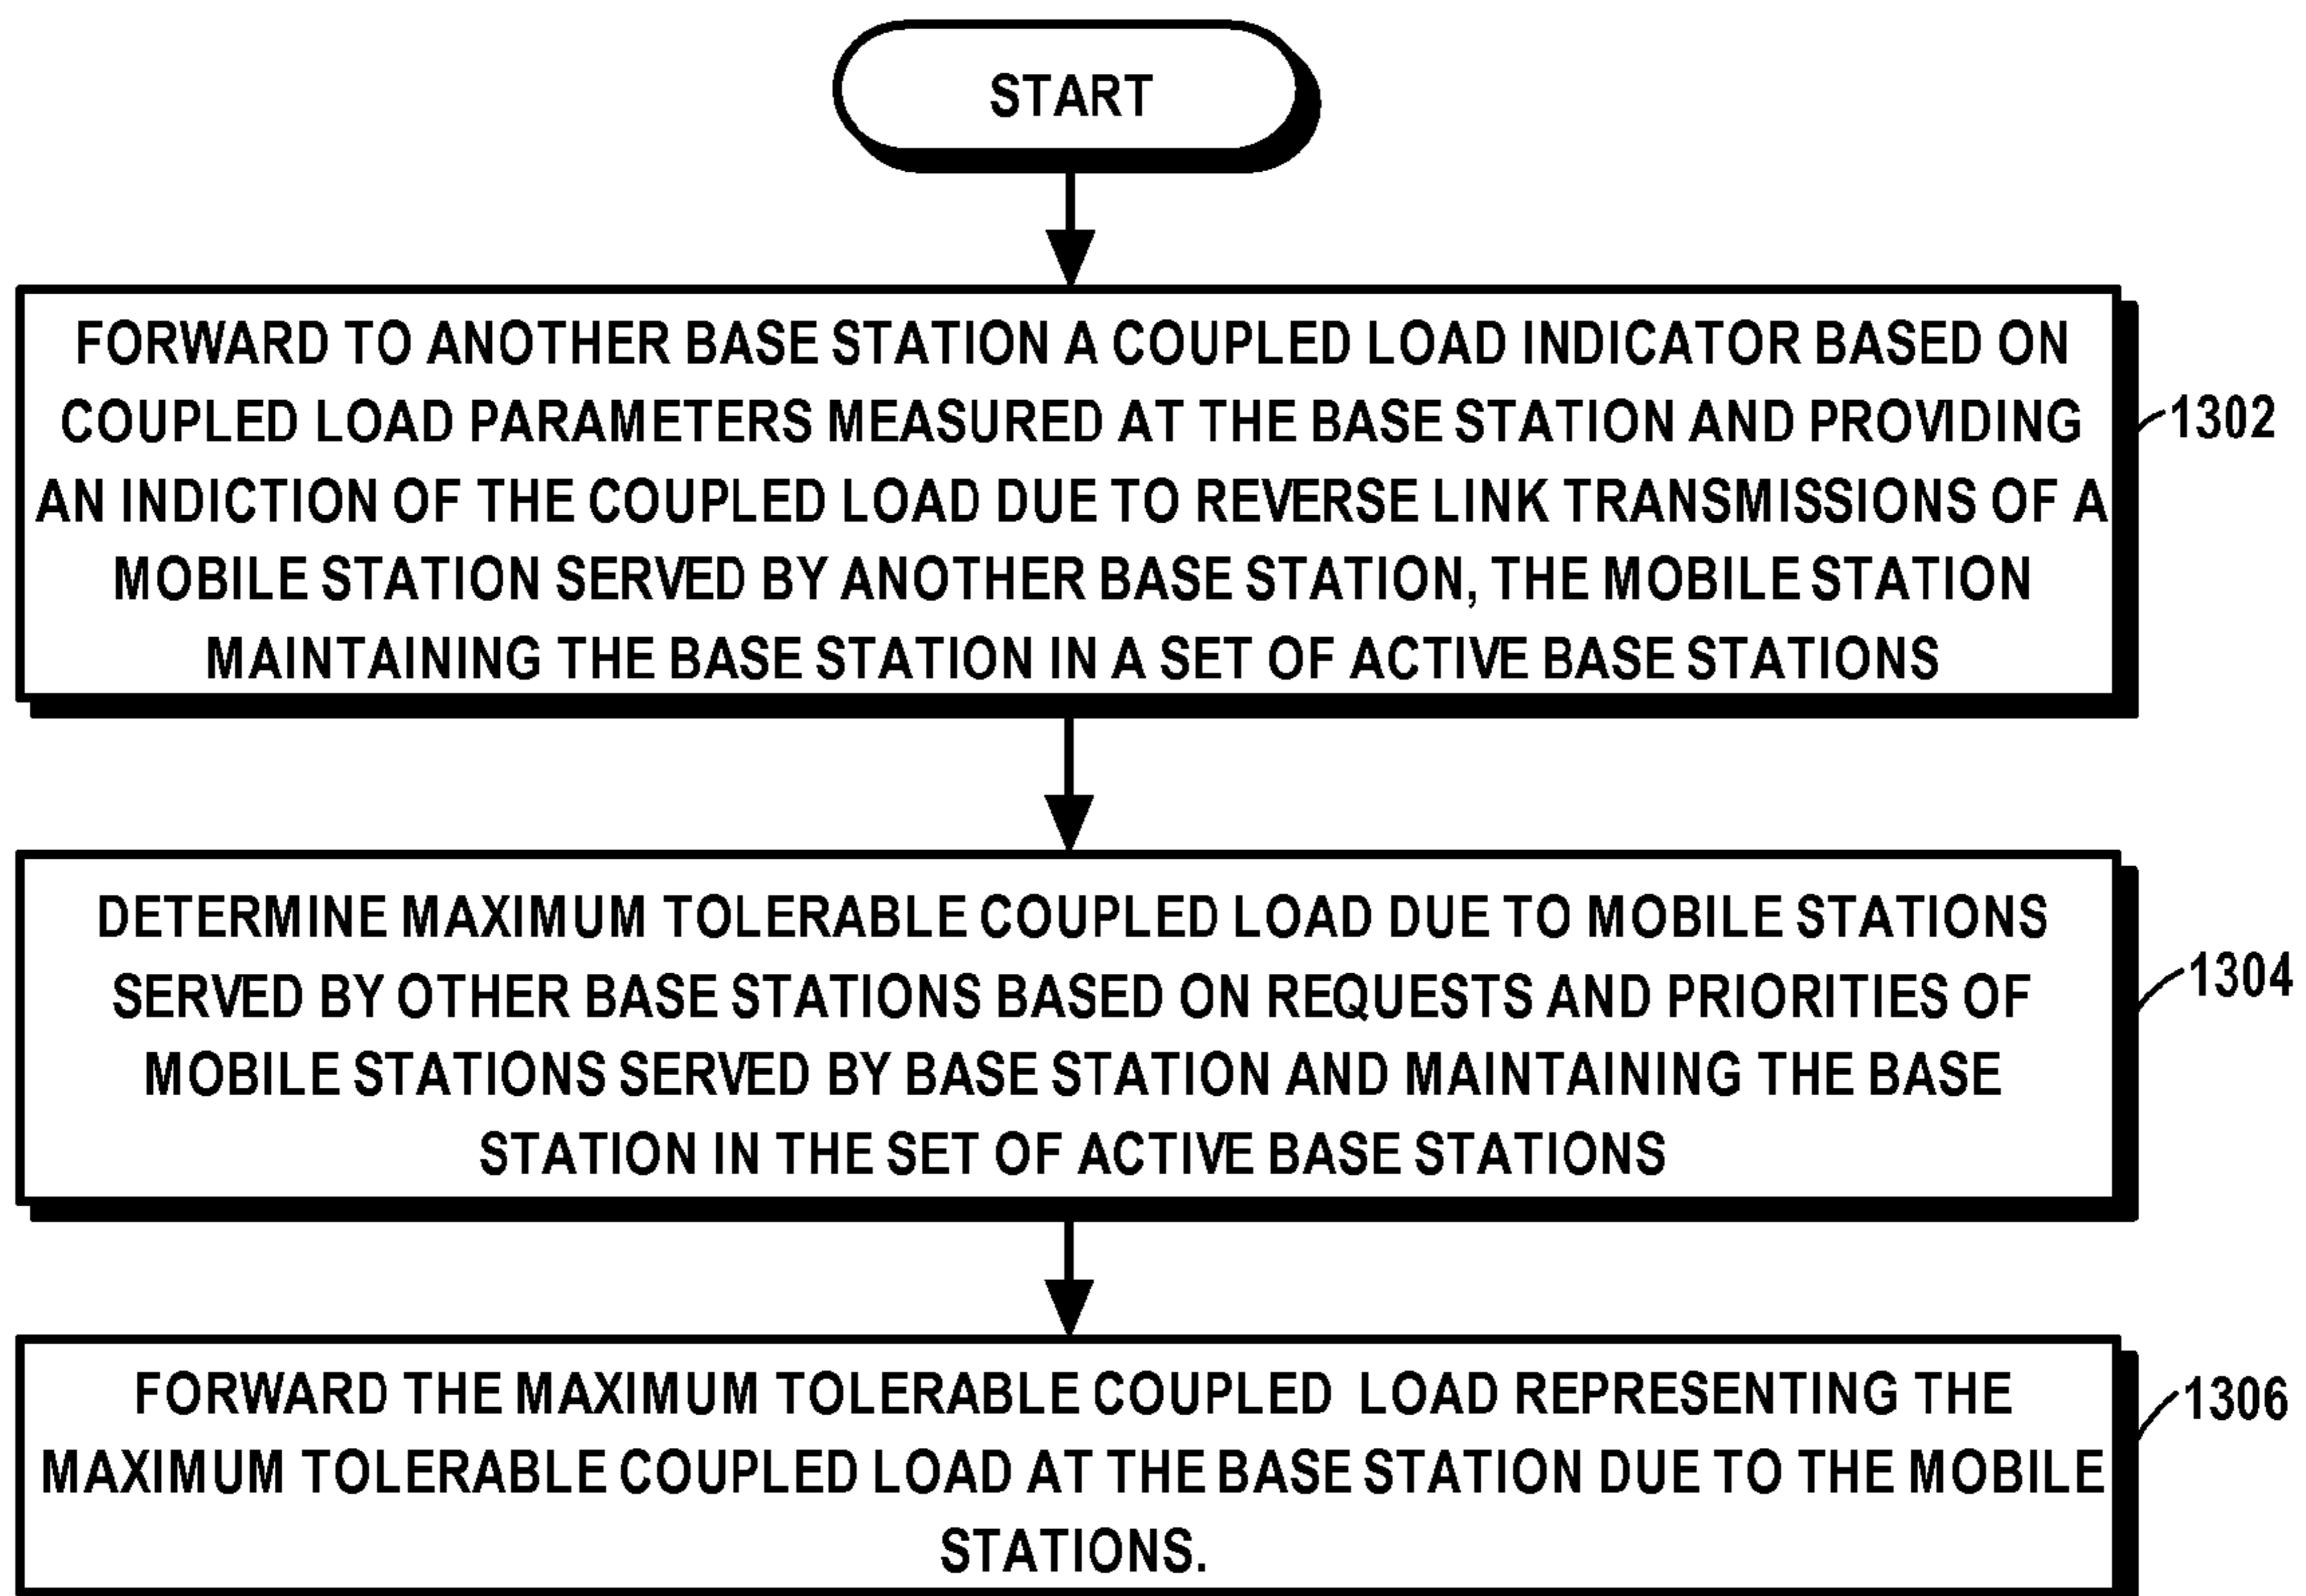 START
FORWARD TO ANOTHER BASE STATION A COUPLED LOAD INDICATOR BASED ON
COUPLED LOAD PARAMETERS MEASURED AT THE BASE STATION AND PROVIDING
AN INDICTION OF THE COUPLED LOAD DUE TO REVERSE LINK TRANSMISSIONS OF A
MOBILE STATION SERVED BY ANOTHER BASE STATION, THE MOBILE STATION
MAINTAINING THE BASE STATION IN A SET OF ACTIVE BASE STATIONS
1302
DETERMINE MAXIMUM TOLERABLE COUPLED LOAD DUE TO MOBILE STATIONS
SERVED BY OTHER BASE STATIONS BASED ON REQUESTS AND PRIORITIES OF
MOBILE STATIONS SERVED BY BASE STATION AND MAINTAINING THE BASE
STATION IN THE SET OF ACTIVE BASE STATIONS
1304
FORWARD THE MAXIMUM TOLERABLE COUPLED LOAD REPRESENTING THE
MAXIMUM TOLERABLE COUPLED LOAD AT THE BASE STATION DUE TO THE MOBILE
STATIONS.
1306